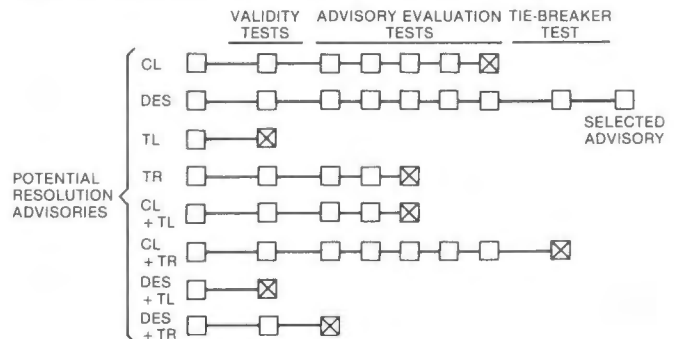 VALIDITY TESTS
ADVISORY EVALUATION TESTS
TIE-BREAKER TEST
CL
DES
SELECTED ADVISORY
TL
TR
POTENTIAL RESOLUTION ADVISORIES
CL + TL
CL + TR
DES + TL
DES + TR